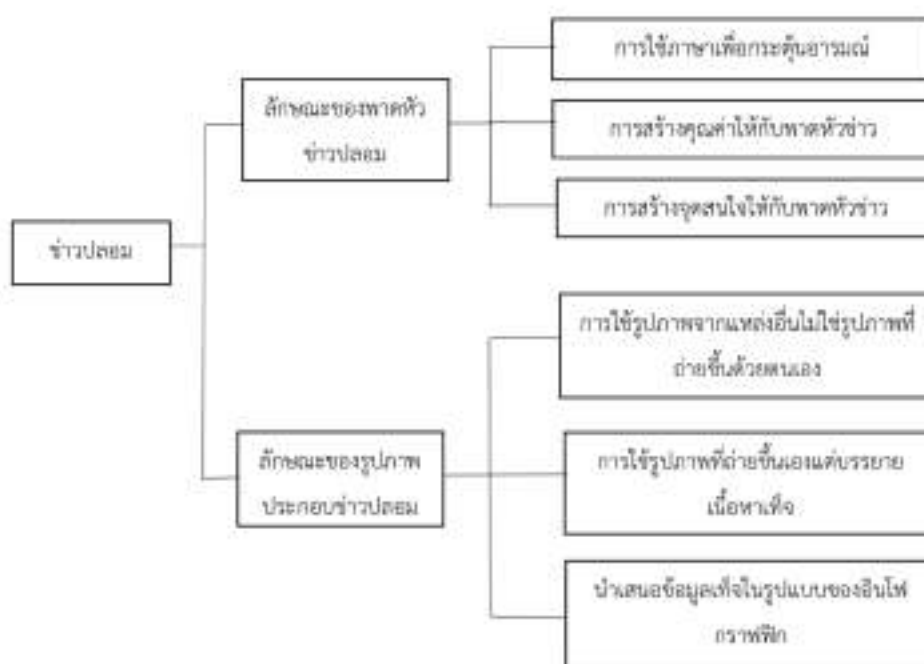 การใช้ภาษาเพื่อกระตุ้นอารมณ์
ลักษณะของพาดหัว
ข่าวปลอม
การสร้างคุณค่าให้กับพาดหัวข่าว
การสร้างจุดสนใจให้กับพาดหัวข่าว
ข่าวปลอม
การใช้รูปภาพจากแหล่งอื่นไม่ใช่รูปภาพที่
ถ่ายขึ้นด้วยตนเอง
ลักษณะของรูปภาพ
ประกอบข่าวปลอม
การใช้รูปภาพที่ถ่ายขึ้นเองแต่บรรยาย
เนื้อหาเท็จ
นำเสนอข้อมูลเท็จในรูปแบบของอินโฟ
กราฟฟิก